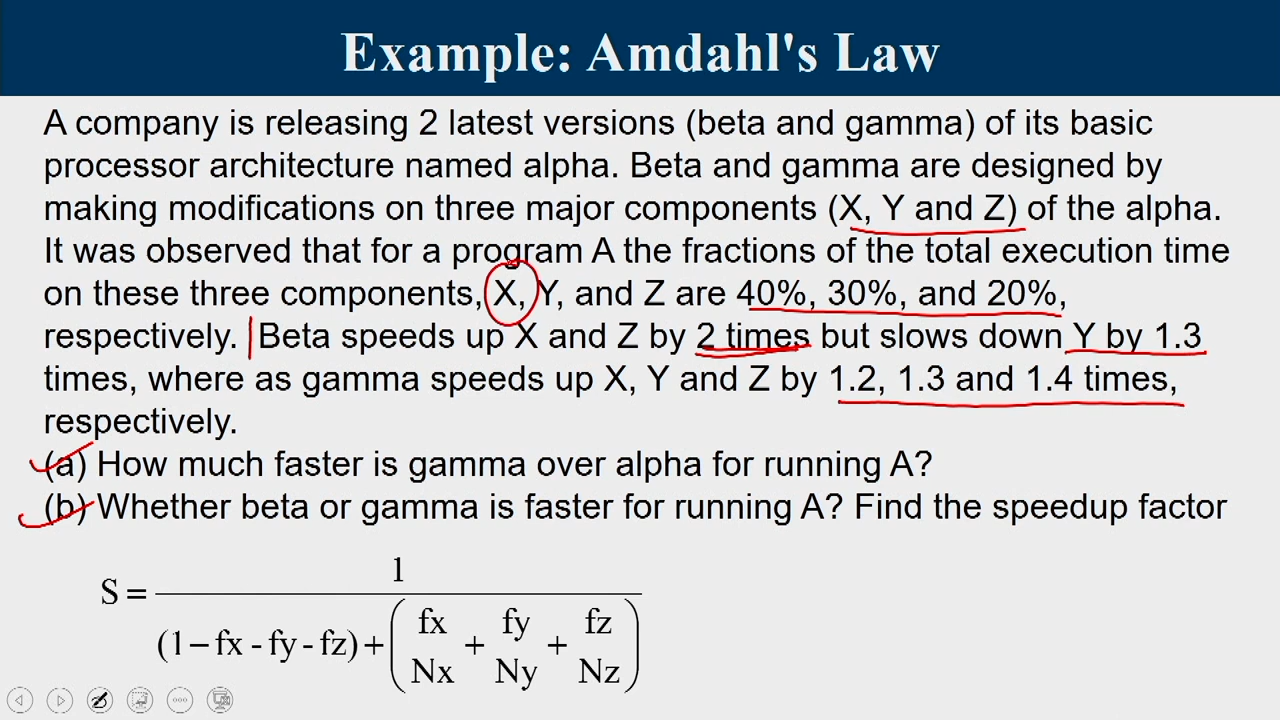 Example: Amdahl's Law
A company is releasing 2 latest versions (beta and gamma) of its basic
processor architecture named alpha. Beta and gamma are designed by
making modifications on three major components (X, Y and Z) of the alpha.
It was observed that for a program A the fractions of the total execution time
on these three components, X, Y, and Z are 40%, 30%, and 20%,
respectively. Beta speeds up X and Z by 2 times but slows down Y by 1.3
times, where as gamma speeds up X, Y and Z by 1.2, 1.3 and 1.4 times,
respectively.
(a) How much faster is gamma over alpha for running A?
(b) Whether beta or gamma is faster for running A? Find the speedup factor
1
S =
fx fy fz
(1 – fx - fy - fz) + ( + + )
Nx Ny Nz